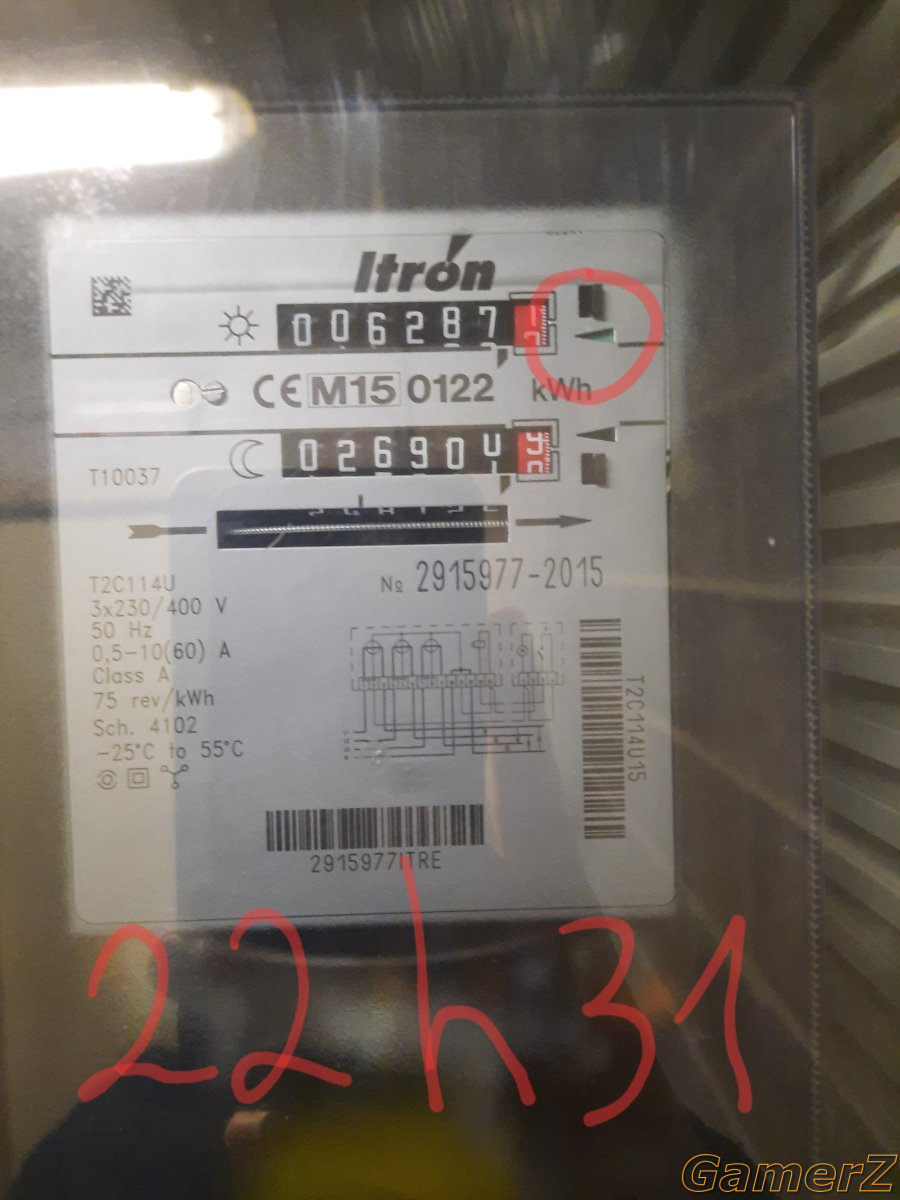 Itrón
006287
CE M15 0122 kWh
026904
T10037
T2C114U
3x230/400 V
50 Hz
0,5-10(60) A
Class A
75 rev/kWh
Sch. 4102
-25°C to 55°C
№ 2915977-2015
T2C114U15
2915977ITRE
22h31
GamerZ